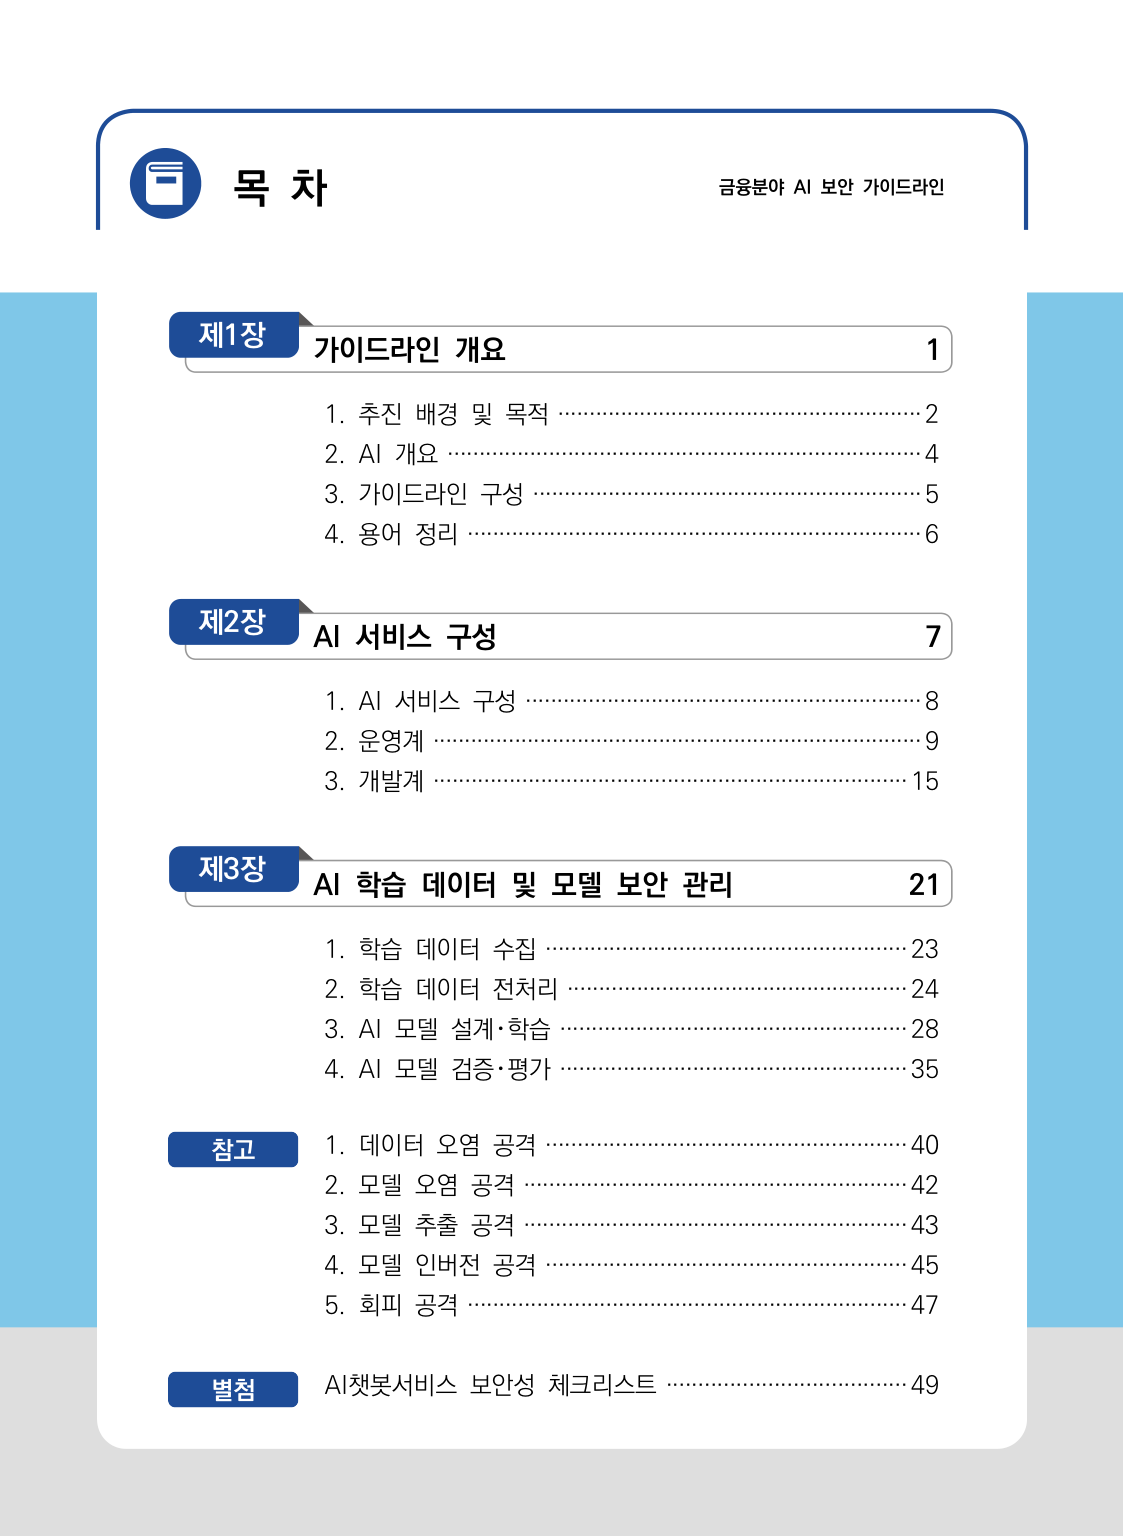 목 차
금융분야 AI 보안 가이드라인
제1장
가이드라인 개요 1
1. 추진 배경 및 목적 2
2. AI 개요 4
3. 가이드라인 구성 5
4. 용어 정리 6
제2장
AI 서비스 구성 7
1. AI 서비스 구성 8
2. 운영계 9
3. 개발계 15
제3장
AI 학습 데이터 및 모델 보안 관리 21
1. 학습 데이터 수집 23
2. 학습 데이터 전처리 24
3. AI 모델 설계·학습 28
4. AI 모델 검증·평가 35
참고
1. 데이터 오염 공격 40
2. 모델 오염 공격 42
3. 모델 추출 공격 43
4. 모델 인버전 공격 45
5. 회피 공격 47
별첨
AI챗봇서비스 보안성 체크리스트 49